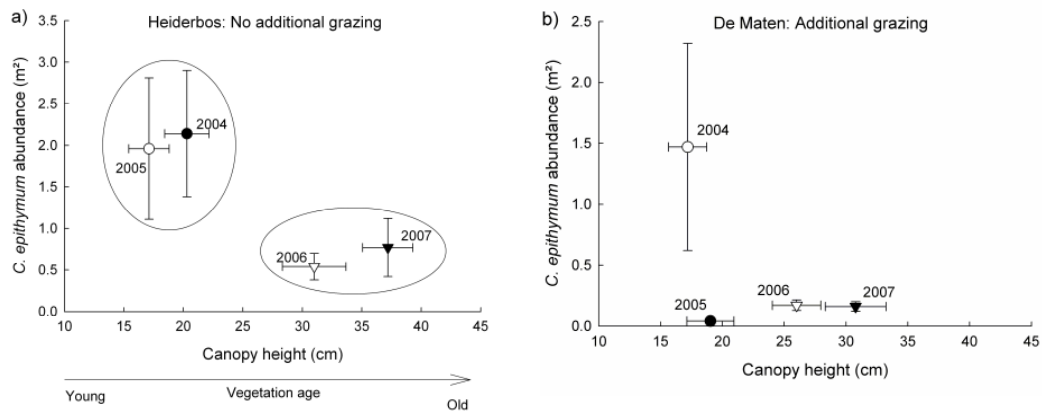 a)
Heiderbos: No additional grazing
3.5
3.0
2.5
2.0
1.5
1.0
0.5
0.0
C. epithymum abundance (m²)
2004
2005
2006
2007
10 15 20 25 30 35 40 45
Canopy height (cm)
Young Vegetation age Old
b)
De Maten: Additional grazing
2.5
2.0
1.5
1.0
0.5
0.0
C. epithymum abundance (m²)
2004
2005
2006
2007
10 15 20 25 30 35 40 45
Canopy height (cm)